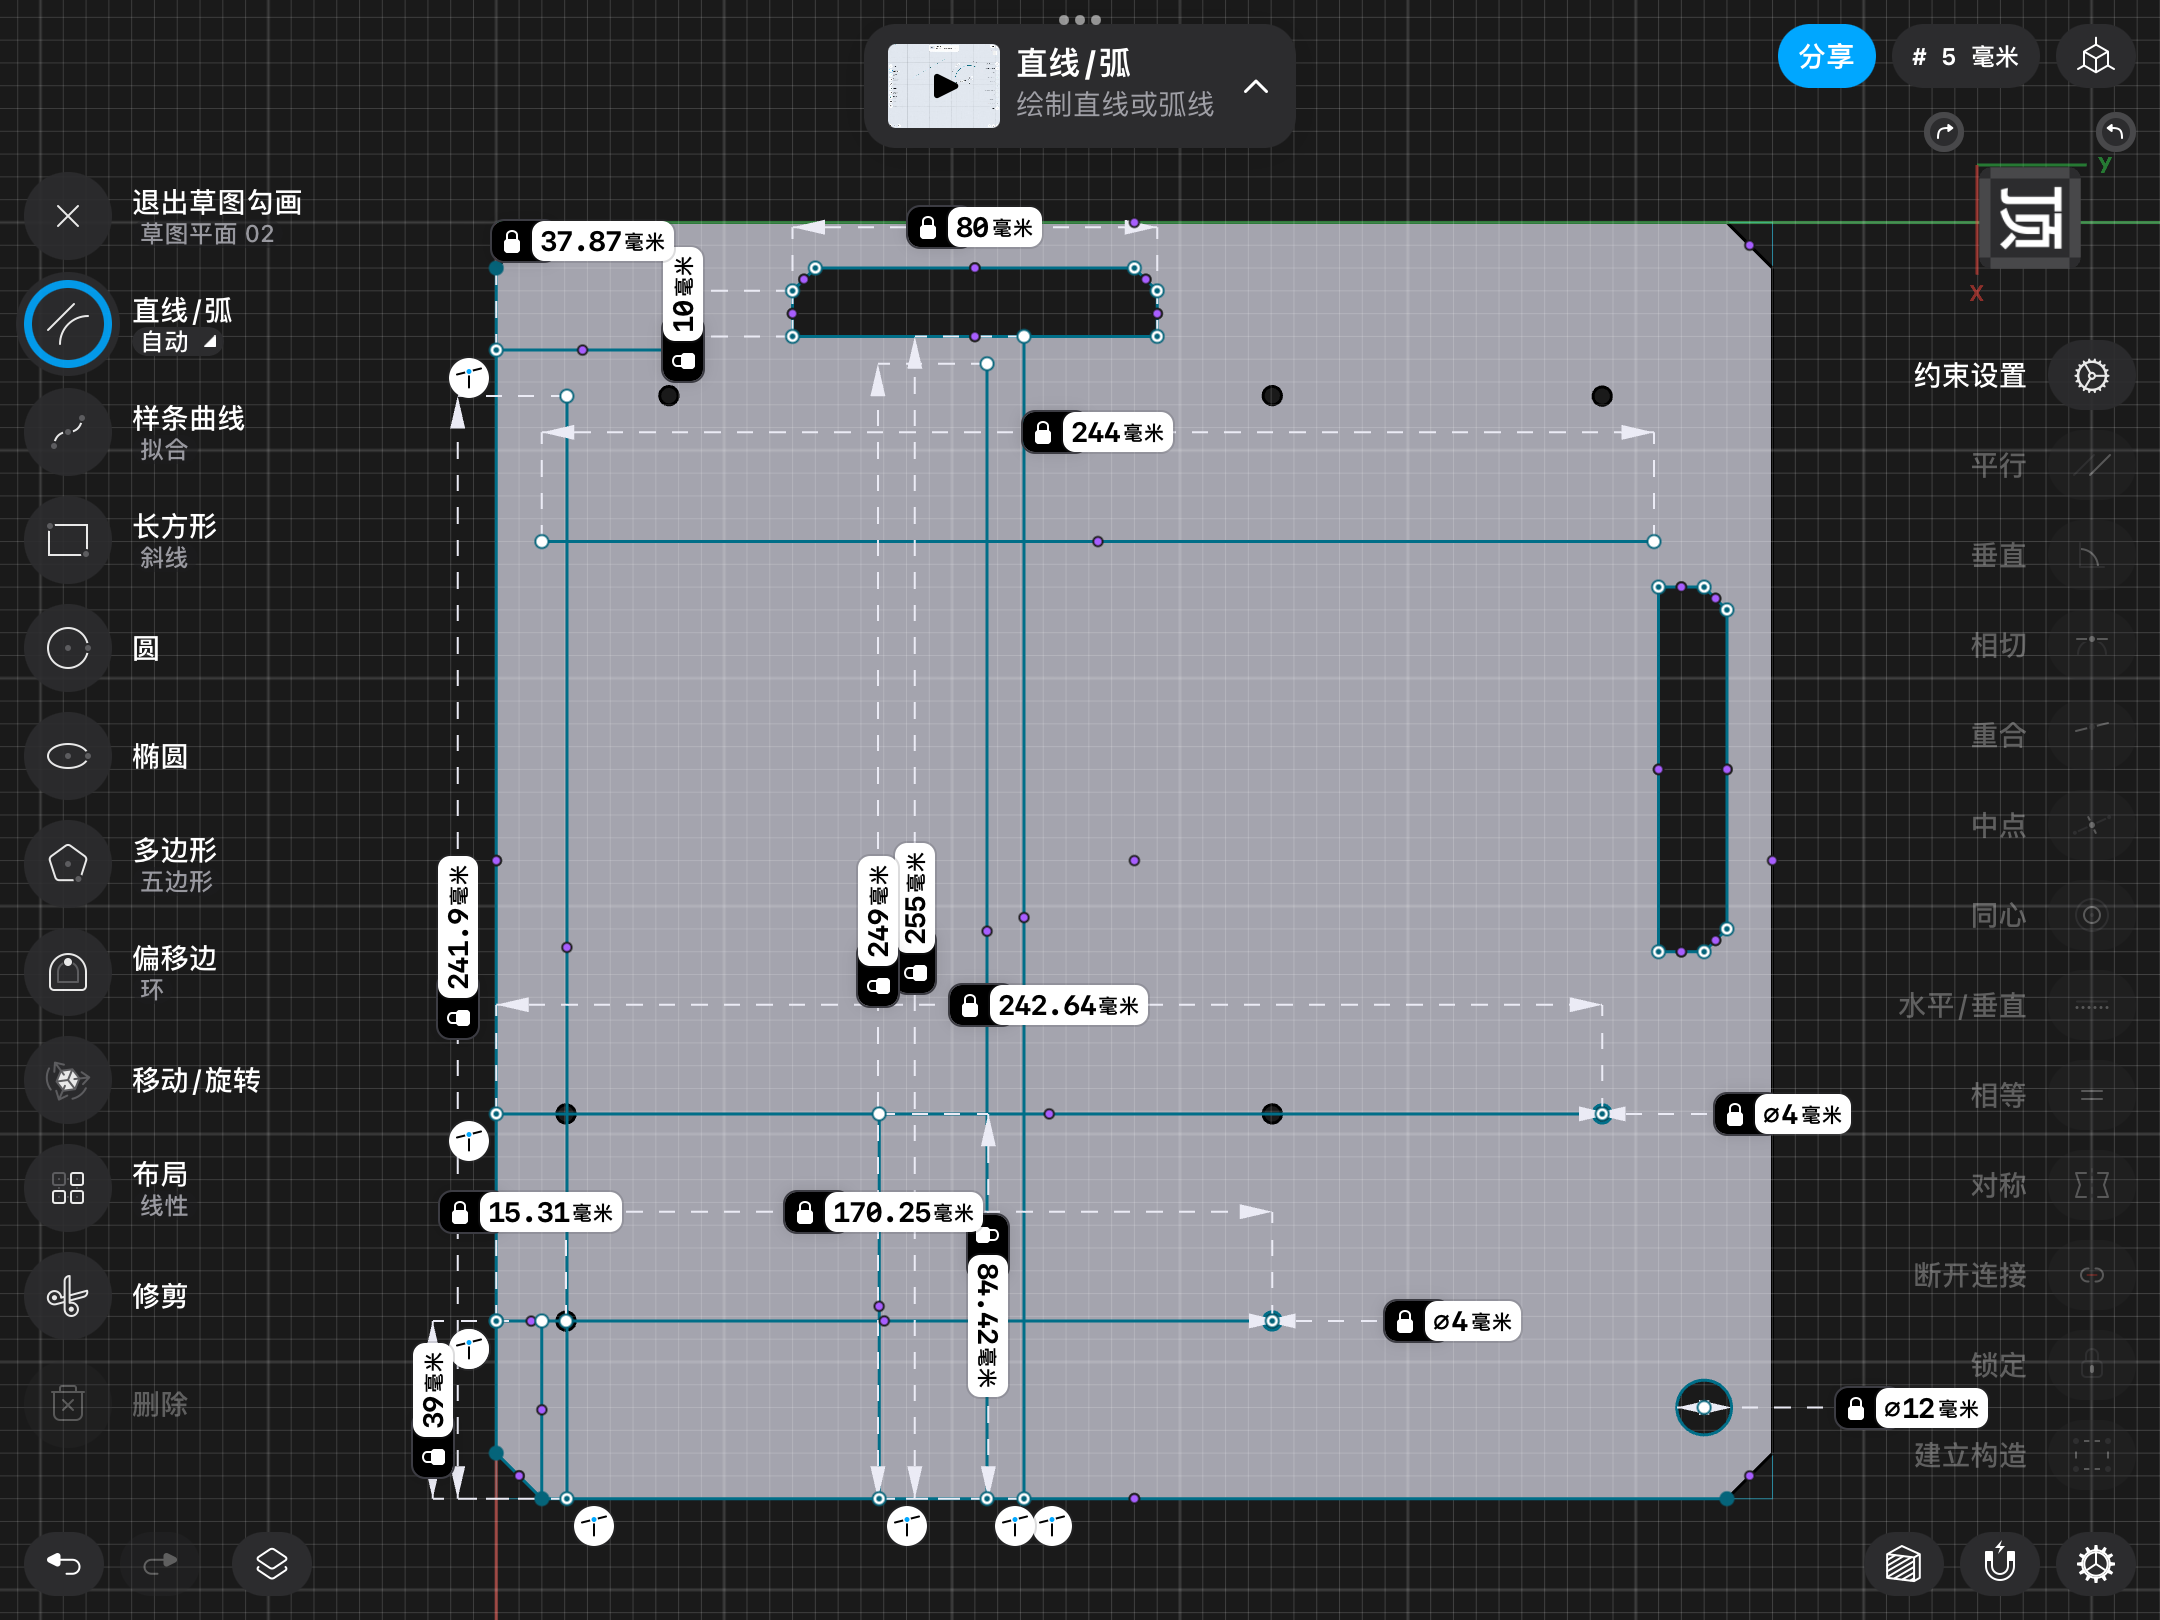 直线/弧
绘制直线或弧线
分享
# 5 毫米
退出草图勾画
草图平面 02
直线/弧
自动
样条曲线
拟合
长方形
斜线
圆
椭圆
多边形
五边形
偏移边
环
移动/旋转
布局
线性
修剪
删除
y
顶
X
37.87毫米
80毫米
10毫米
244毫米
241.9毫米
249毫米
255毫米
242.64毫米
⌀4毫米
15.31毫米
170.25毫米
84.42毫米
39毫米
⌀4毫米
⌀12毫米
约束设置
平行
垂直
相切
重合
中点
同心
水平/垂直
相等
对称
断开连接
锁定
建立构造